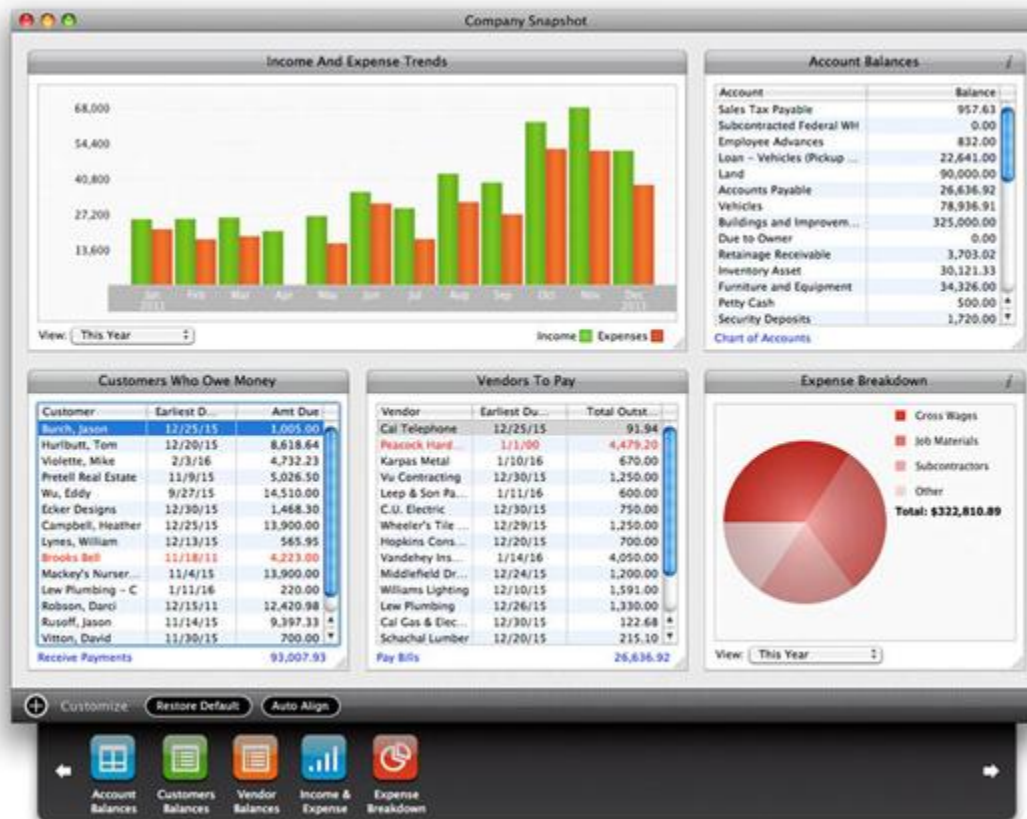 Company Snapshot
Income And Expense Trends
68,000
54,400
40,800
27,200
13,600
Jan Feb Mar Apr May Jun Jul Aug Sep Oct Nov Dec
2011 2011
View: This Year
Income Expenses
Account Balances i
Account Balance
Sales Tax Payable 957.63
Subcontracted Federal WH 0.00
Employee Advances 832.00
Loan - Vehicles (Pickup ... 22,641.00
Land 90,000.00
Accounts Payable 26,636.92
Vehicles 78,936.91
Buildings and Improvem... 325,000.00
Due to Owner 0.00
Retainage Receivable 3,703.02
Inventory Asset 30,121.33
Furniture and Equipment 34,326.00
Petty Cash 500.00
Security Deposits 1,720.00
Chart of Accounts
Customers Who Owe Money
Customer Earliest D... Amt Due
Burch, Jason 12/25/15 1,005.00
Hurlbutt, Tom 12/20/15 8,618.64
Violette, Mike 2/3/16 4,732.23
Pretell Real Estate 11/9/15 5,026.50
Wu, Eddy 9/27/15 14,510.00
Ecker Designs 12/30/15 1,468.30
Campbell, Heather 12/25/15 13,900.00
Lynes, William 12/13/15 565.95
Brooks Bell 11/18/11 4,223.00
Mackey's Nurser... 11/4/15 13,900.00
Lew Plumbing - C 1/11/16 220.00
Robson, Darci 12/15/11 12,420.98
Rusoff, Jason 11/14/15 9,397.33
Vitton, David 11/30/15 700.00
Receive Payments 93,007.93
Vendors To Pay
Vendor Earliest Du... Total Outst...
Cal Telephone 12/25/15 91.94
Peacock Hard... 1/1/00 4,479.20
Karpas Metal 1/10/16 670.00
Vu Contracting 12/30/15 1,250.00
Leep & Son Pa... 1/11/16 600.00
C.U. Electric 12/30/15 750.00
Wheeler's Tile ... 12/29/15 1,250.00
Hopkins Cons... 12/20/15 700.00
Vandehey Ins... 1/14/16 4,050.00
Middlefield Dr... 12/24/15 1,200.00
Williams Lighting 12/10/15 1,591.00
Lew Plumbing 12/26/15 1,330.00
Cal Gas & Elec... 12/30/15 122.68
Schachal Lumber 12/20/15 215.10
Pay Bills 26,636.92
Expense Breakdown i
Gross Wages
Job Materials
Subcontractors
Other
Total: $322,810.89
View: This Year
Customize Restore Default Auto Align
Account Balances
Customers Balances
Vendor Balances
Income & Expense
Expense Breakdown